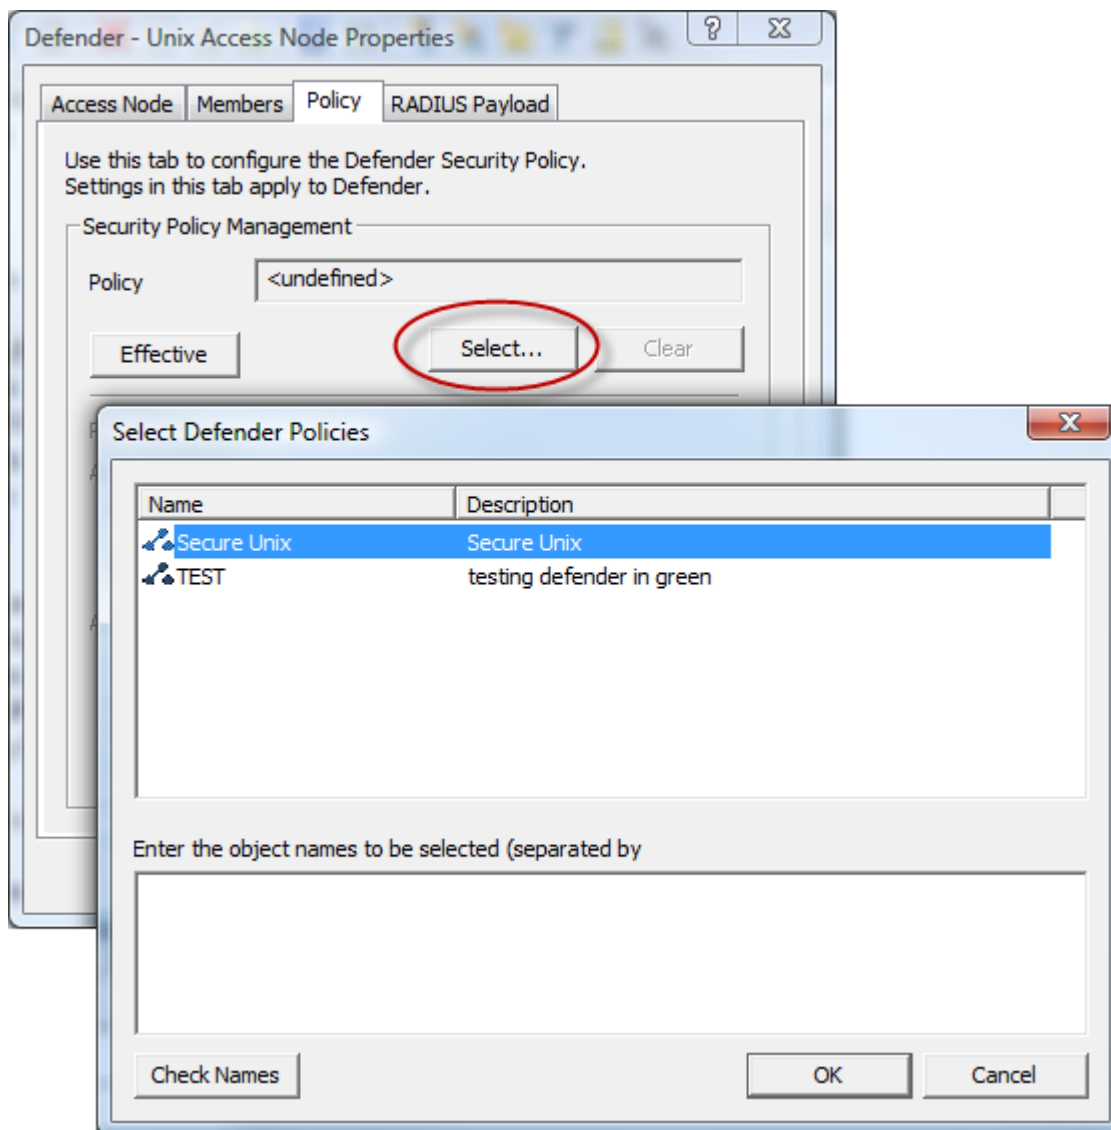 Defender - Unix Access Node Properties
Access Node Members Policy RADIUS Payload
Use this tab to configure the Defender Security Policy.
Settings in this tab apply to Defender.
Security Policy Management
Policy <undefined>
Effective Select... Clear
Select Defender Policies
Name Description
Secure Unix Secure Unix
TEST testing defender in green
Enter the object names to be selected (separated by
Check Names OK Cancel